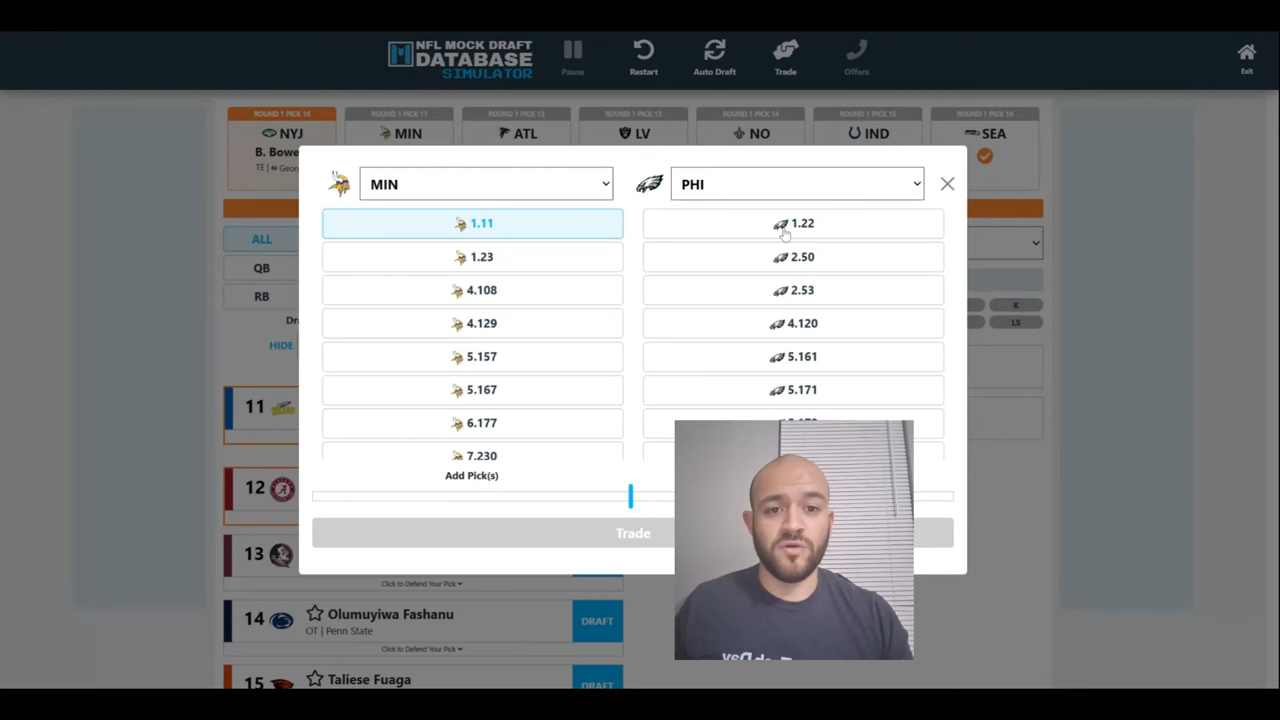 NFL MOCK DRAFT
DATABASE
SIMULATOR
Pause
Restart
Auto Draft
Trade
Offers
Exit
ROUND 1 PICK 10
NYJ
B. Bowe
TE | Geor
ROUND 1 PICK 11
MIN
ROUND 1 PICK 12
ATL
ROUND 1 PICK 13
LV
ROUND 1 PICK 14
NO
ROUND 1 PICK 15
IND
ROUND 1 PICK 16
SEA
MIN
PHI
1.11
1.22
1.23
2.50
4.108
2.53
4.129
4.120
5.157
5.161
5.167
5.171
6.177
7.230
Add Pick(s)
Trade
ALL
QB
RB
Dr
HIDE
K
LS
11
12
13
Click to Defend Your Pick
14
Olumuyiwa Fashanu
OT | Penn State
DRAFT
Click to Defend Your Pick
15
Taliese Fuaga
DRAFT